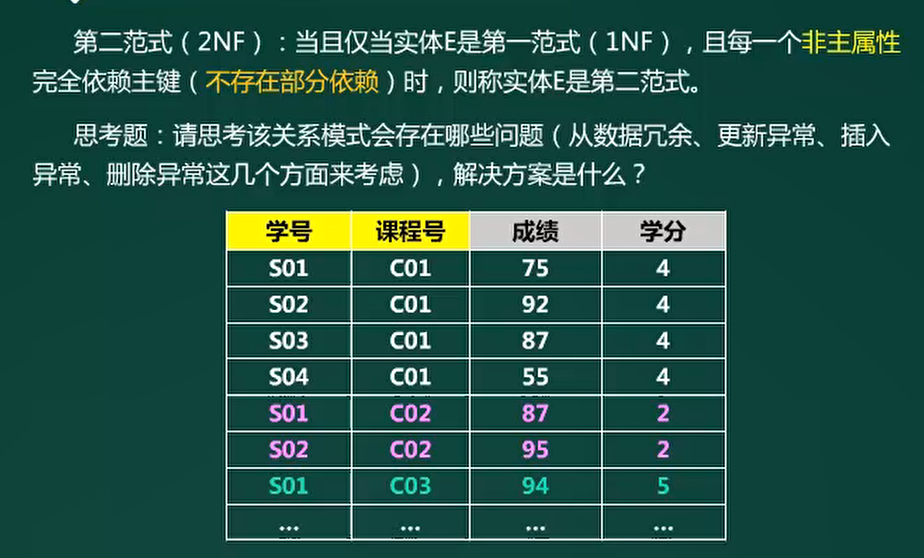 第二范式（2NF）：当且仅当实体E是第一范式（1NF），且每一个非主属性
完全依赖主键（不存在部分依赖）时，则称实体E是第二范式。
思考题：请思考该关系模式会存在哪些问题（从数据冗余、更新异常、插入
异常、删除异常这几个方面来考虑），解决方案是什么？
学号 课程号 成绩 学分
S01 C01 75 4
S02 C01 92 4
S03 C01 87 4
S04 C01 55 4
S01 C02 87 2
S02 C02 95 2
S01 C03 94 5
... ... ... ...